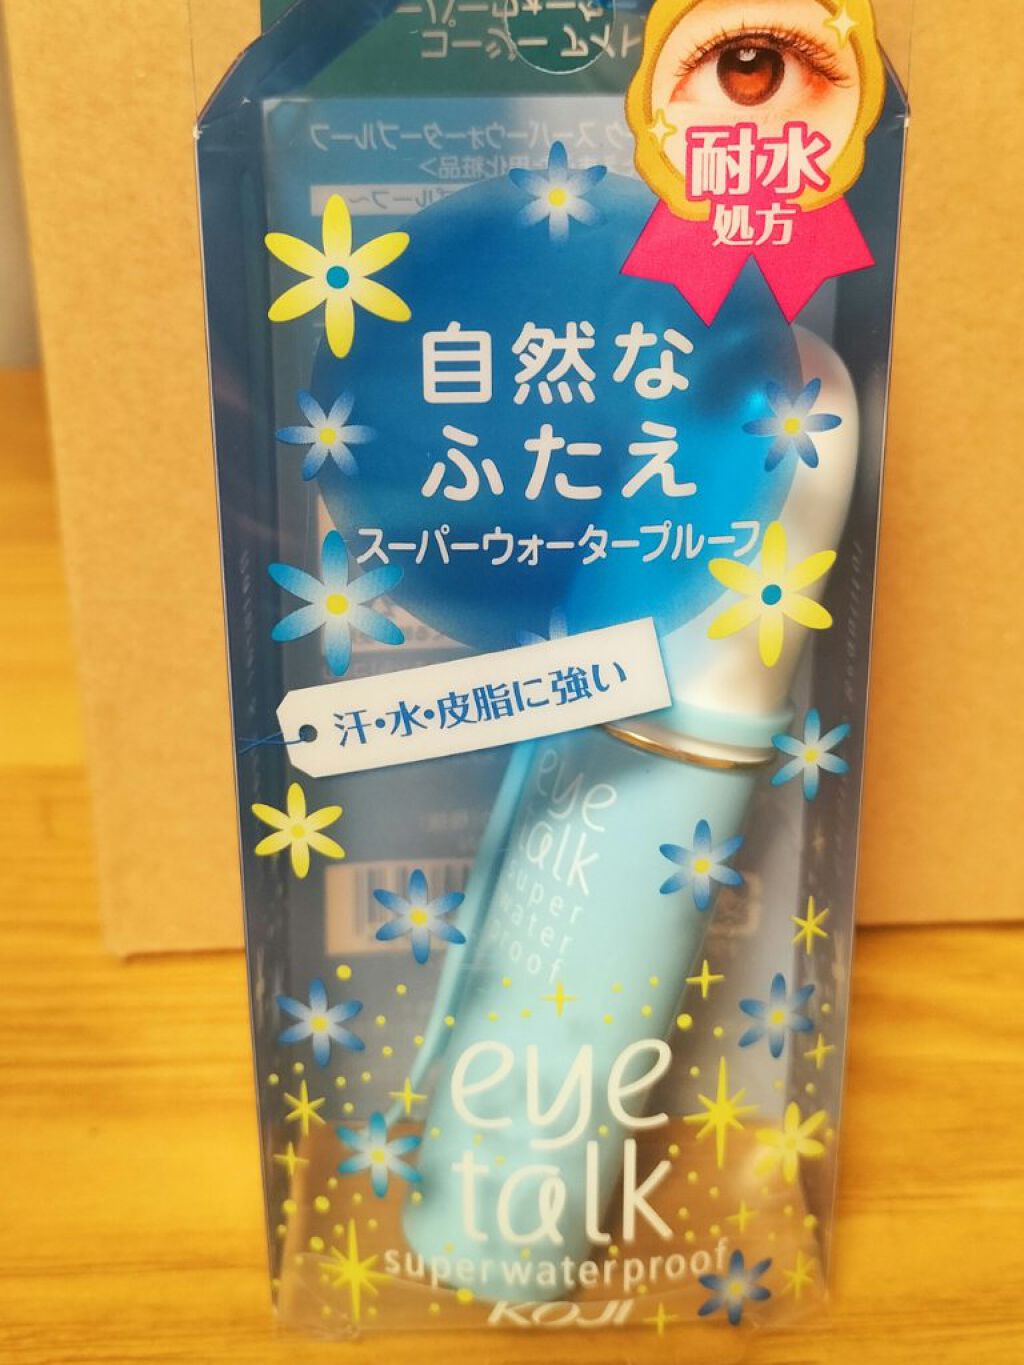 耐水
処方
自然な
ふたえ
スーパーウォータープルーフ
汗・水・皮脂に強い
eye
talk
super
water
proof
eye
talk
super waterproof
KOJI